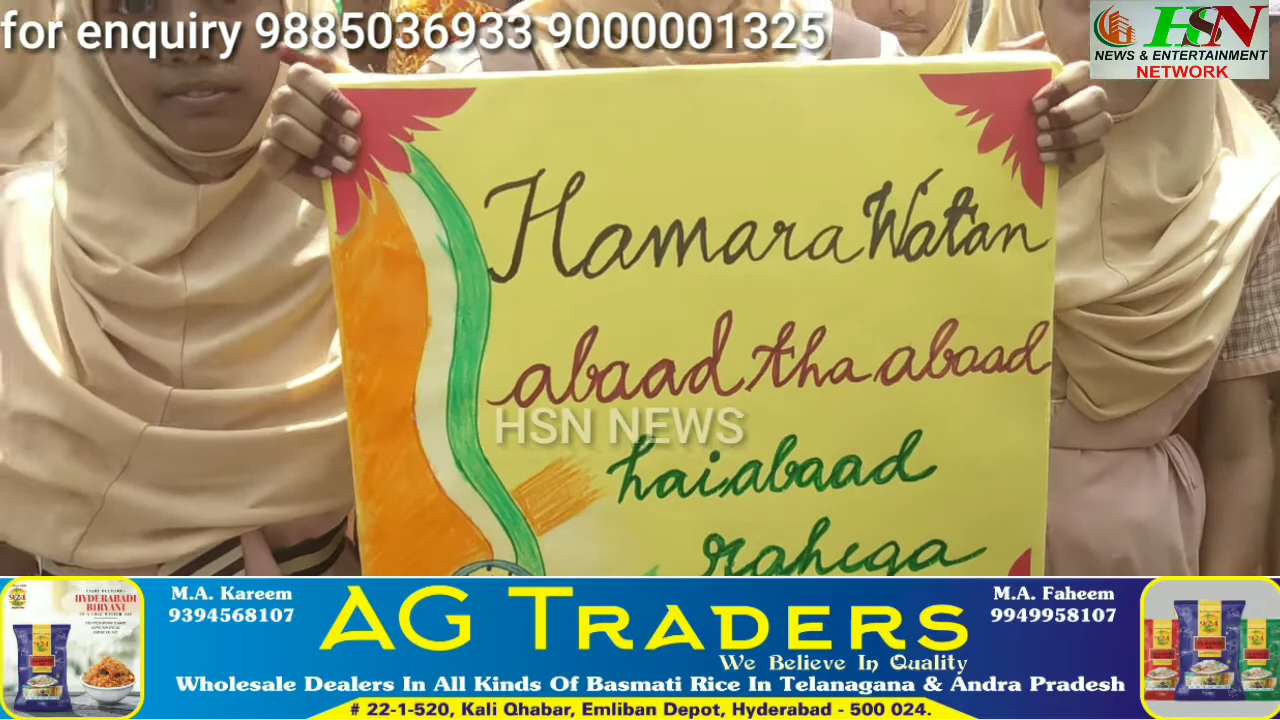 for enquiry 9885036933 9000001325
HSN
NEWS & ENTERTAINMENT
NETWORK
Hamara Watan
abaad tha abaad
HSN NEWS
hai abaad
rahega
M.A. Kareem
9394568107
AG TRADERS
M.A. Faheem
9949958107
We Believe In Quality
Wholesale Dealers In All Kinds Of Basmati Rice In Telanagana & Andra Pradesh
# 22-1-520, Kali Qhabar, Emliban Depot, Hyderabad - 500 024.
HYDERABADI
BIRYANI
924